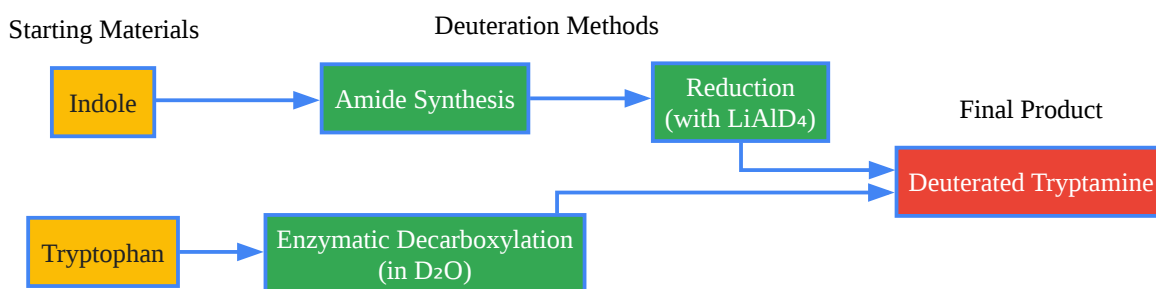 Starting Materials
Deuteration Methods
Indole
Amide Synthesis
Reduction
(with LiAlD₄)
Final Product
Deuterated Tryptamine
Tryptophan
Enzymatic Decarboxylation
(in D₂O)